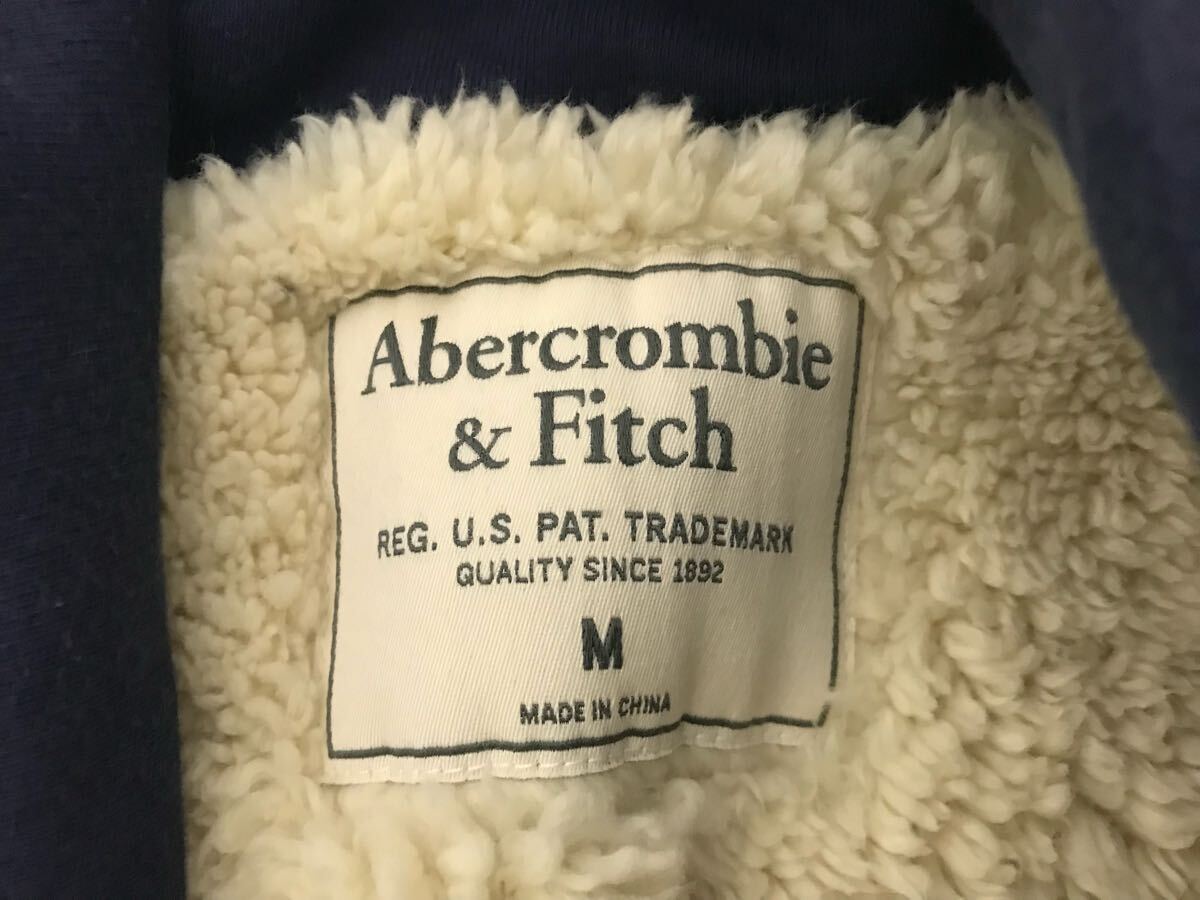 Abercrombie
& Fitch
REG. U.S. PAT. TRADEMARK
QUALITY SINCE 1892
M
MADE IN CHINA